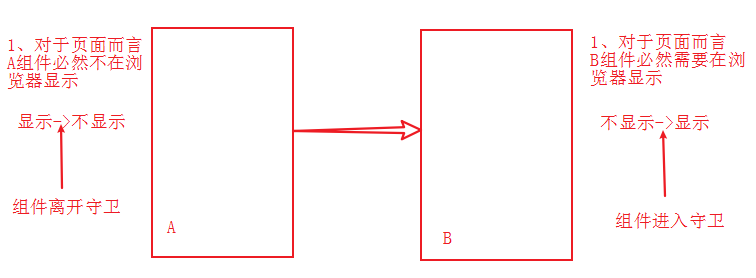 1、对于页面而言
A组件必然不在浏
览器显示
显示->不显示
组件离开守卫
A
B
1、对于页面而言
B组件必然需要在浏
览器显示
不显示->显示
组件进入守卫